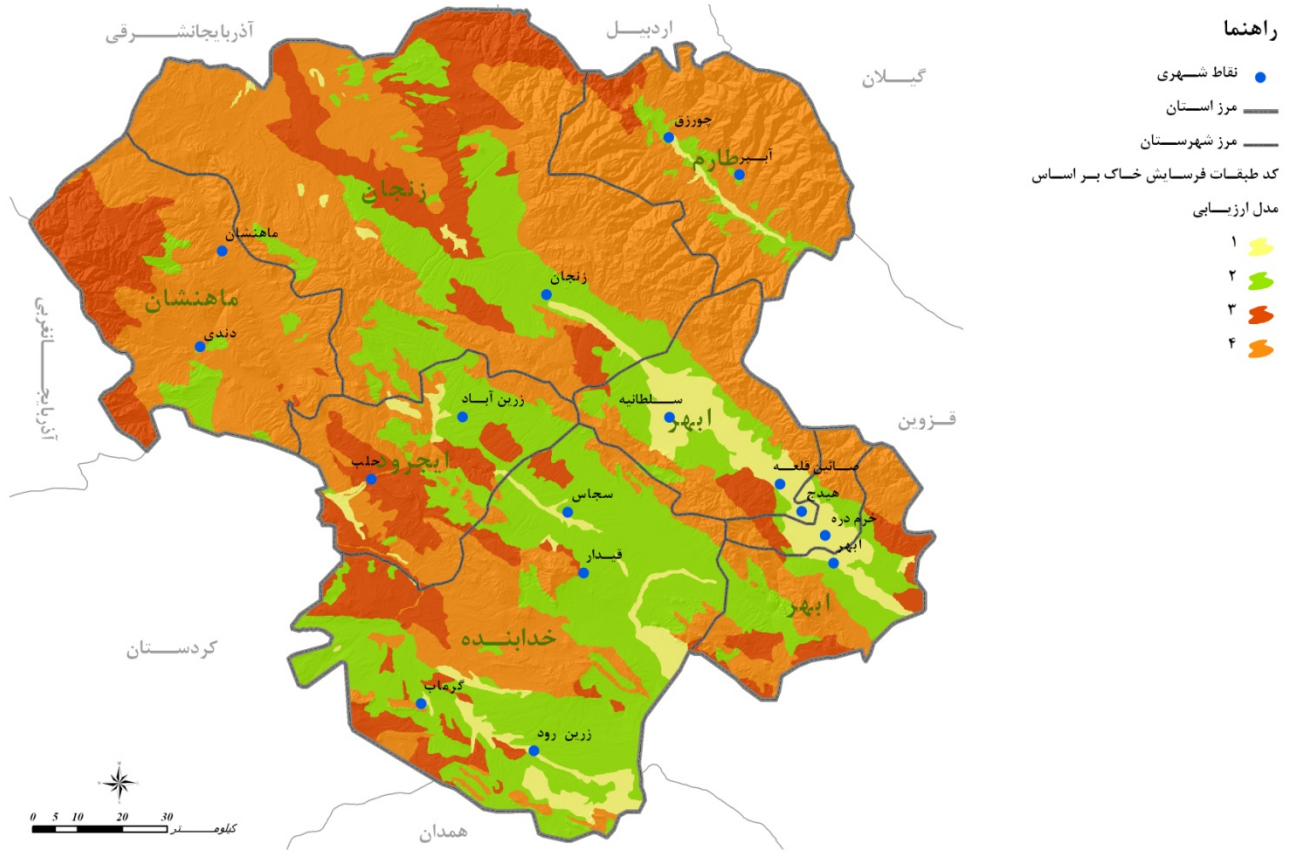 راهنما
نقاط شهری
مرز استان
مرز شهرستان
کد طبقات فرسایش خاک بر اساس
مدل ارزیابی
۱
۲
۳
۴
آذربایجانشرقی
اردبیل
گیلان
چورزق
آببر
طارم
زنجان
ماهنشان
زنجان
ماهنشان
دندی
آذربایجانغربی
زرین آباد
سلطانیه
ابهر
قزوین
ایجرود
حلب
صائین قلعه
سجاس
هیدج
خرم دره
ابهر
قیدار
ابهر
خدابنده
کردستان
گرماب
زرین رود
همدان
0 5 10 20 30
کیلومتر